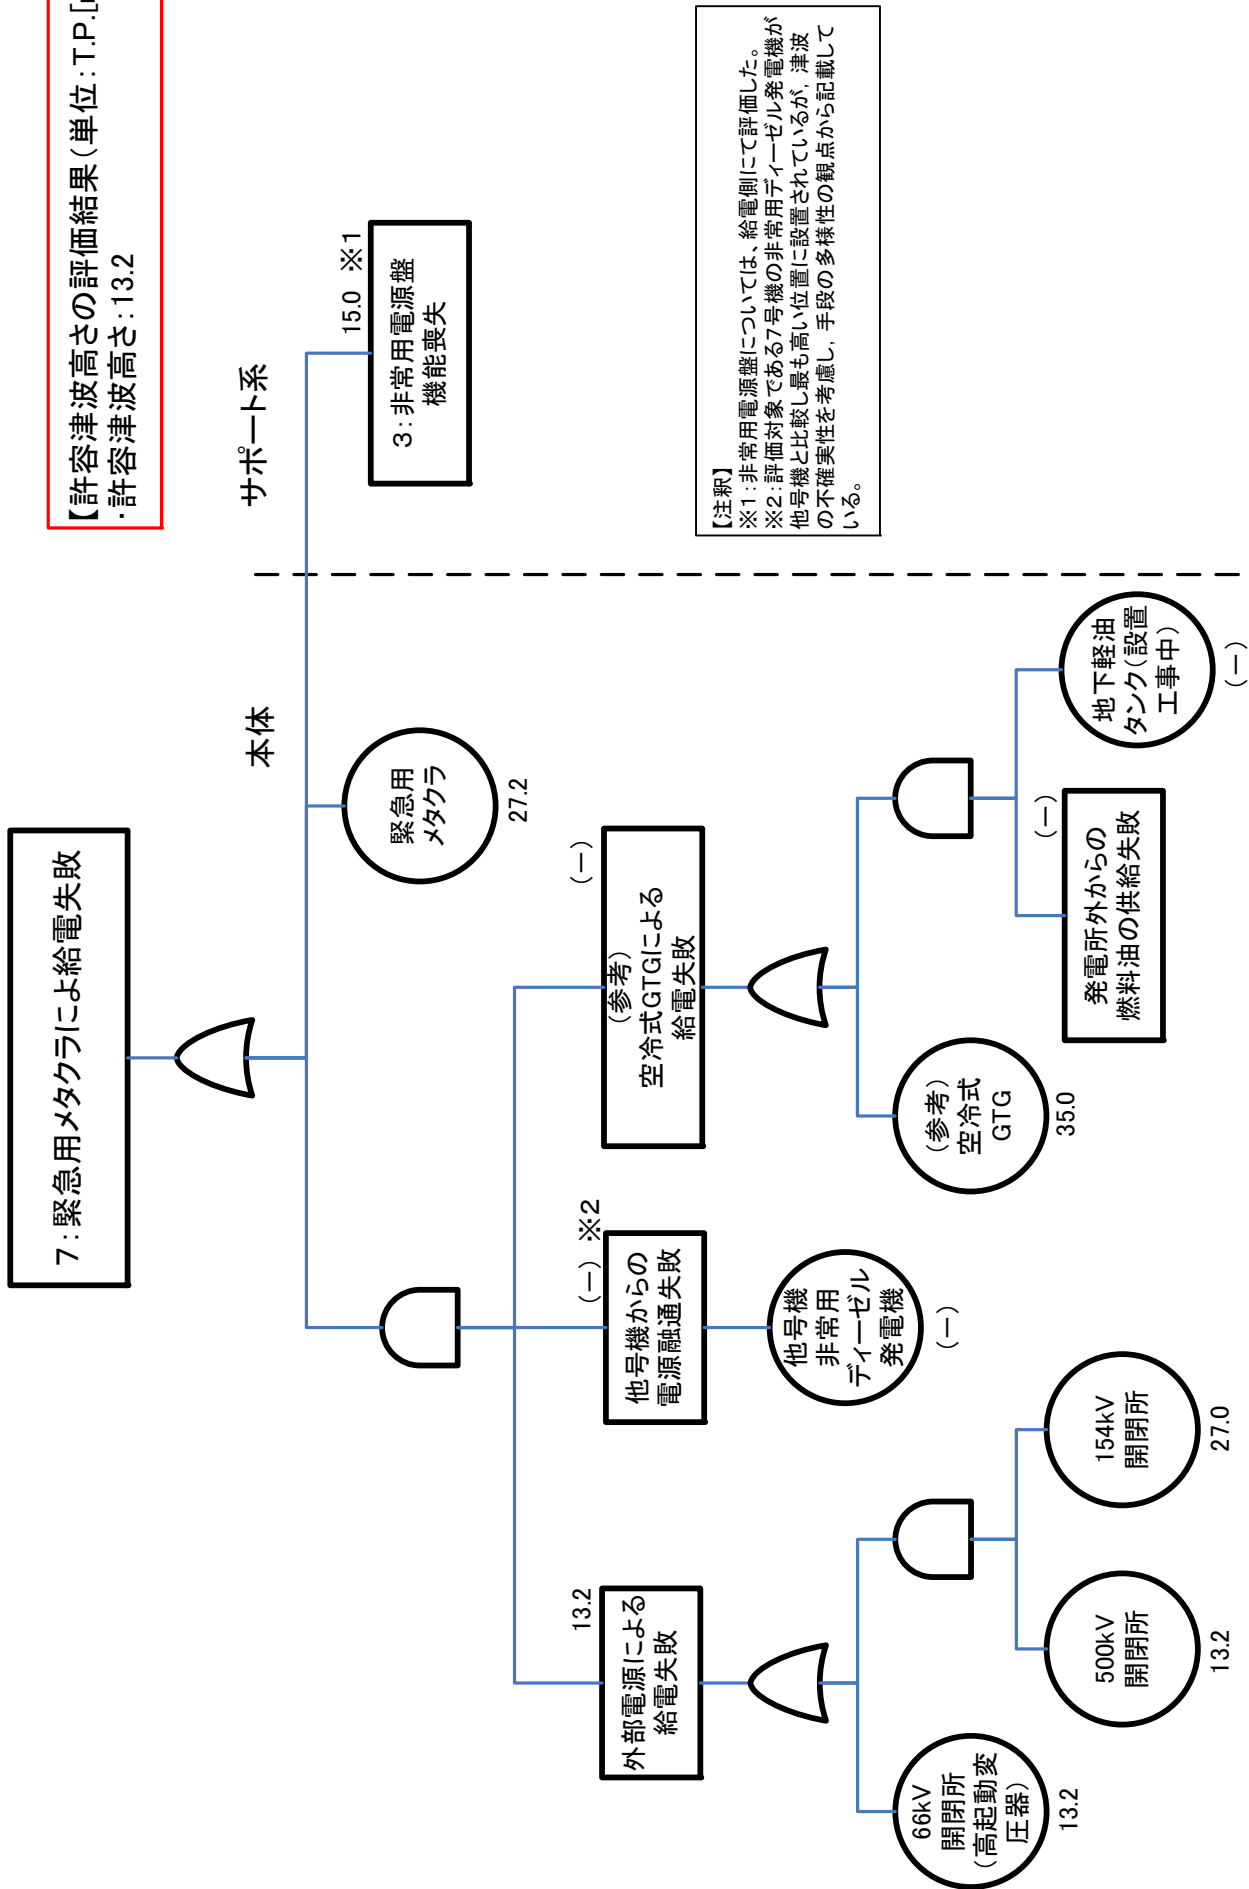 【許容津波高さの評価結果（単位：T.P.[
・許容津波高さ：13.2
7：緊急用メタクラによ給電失敗
本体
サポート系
緊急用
メタクラ
27.2
15.0 ※1
3：非常用電源盤
機能喪失
13.2
外部電源による
給電失敗
（－） ※2
他号機からの
電源融通失敗
（－）
（参考）
空冷式GTGによる
給電失敗
66kV
開閉所
（高起動変
圧器）
13.2
500kV
開閉所
13.2
154kV
開閉所
27.0
他号機
非常用
ディーゼル
発電機
（－）
（参考）
空冷式
GTG
35.0
（－）
発電所外からの
燃料油の供給失敗
地下軽油
タンク（設置
工事中）
（－）
【注釈】
※1：非常用電源盤については、給電側にて評価した。
※2：評価対象である7号機の非常用ディーゼル発電機が
他号機と比較し最も高い位置に設置されているが，津波
の不確実性を考慮し，手段の多様性の観点から記載して
いる。